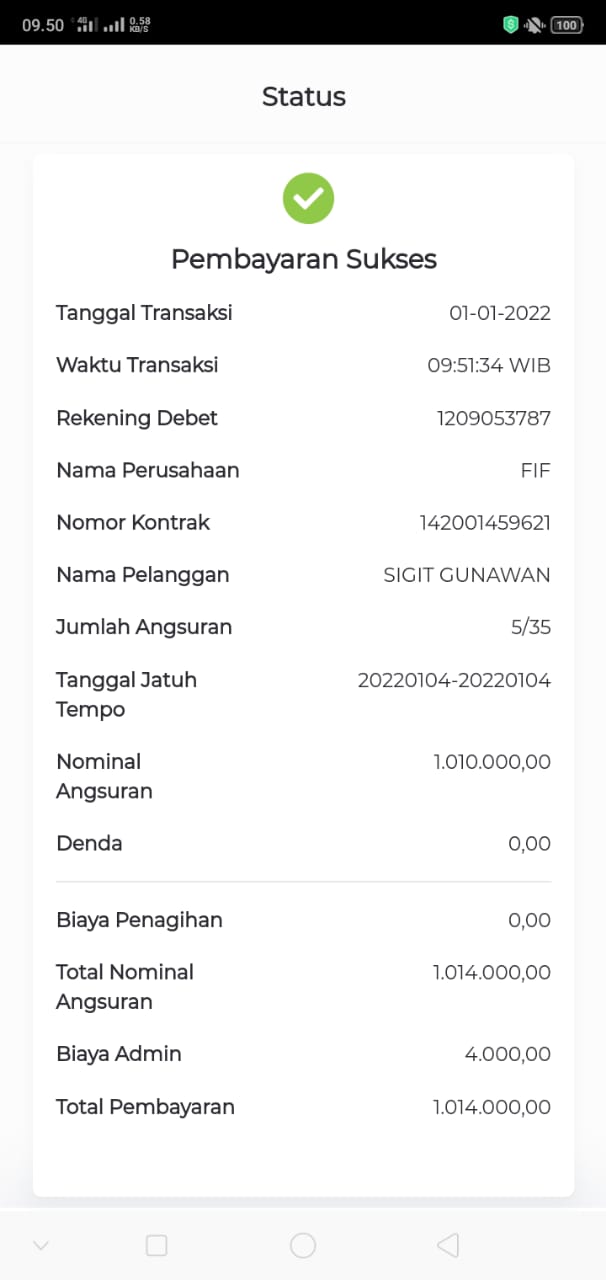 09.50 4G 0.58 KB/S 100
Status
Pembayaran Sukses
Tanggal Transaksi 01-01-2022
Waktu Transaksi 09:51:34 WIB
Rekening Debet 1209053787
Nama Perusahaan FIF
Nomor Kontrak 142001459621
Nama Pelanggan SIGIT GUNAWAN
Jumlah Angsuran 5/35
Tanggal Jatuh 20220104-20220104
Tempo
Nominal 1.010.000,00
Angsuran
Denda 0,00
Biaya Penagihan 0,00
Total Nominal 1.014.000,00
Angsuran
Biaya Admin 4.000,00
Total Pembayaran 1.014.000,00